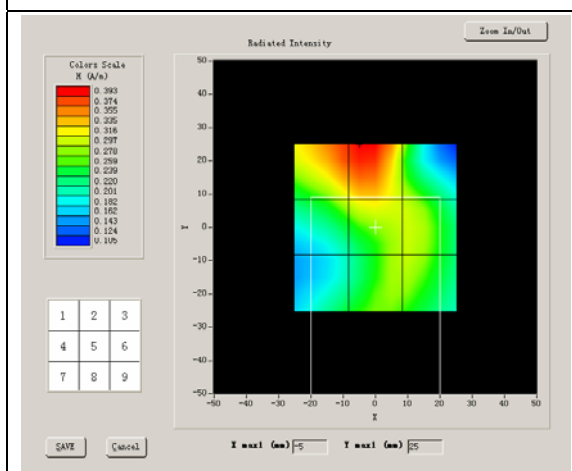 Zoom In/Out
Radiated Intensity
Colors Scale
H (A/m)
0.393
0.374
0.355
0.335
0.316
0.297
0.278
0.259
0.239
0.220
0.201
0.182
0.162
0.143
0.124
0.105
50
40
30
20
10
0
-10
-20
-30
-40
-50
Y
-50 -40 -30 -20 -10 0 10 20 30 40 50
X
1 2 3
4 5 6
7 8 9
SAVE
Cancel
X max1 (mm) -5
Y max1 (mm) 25